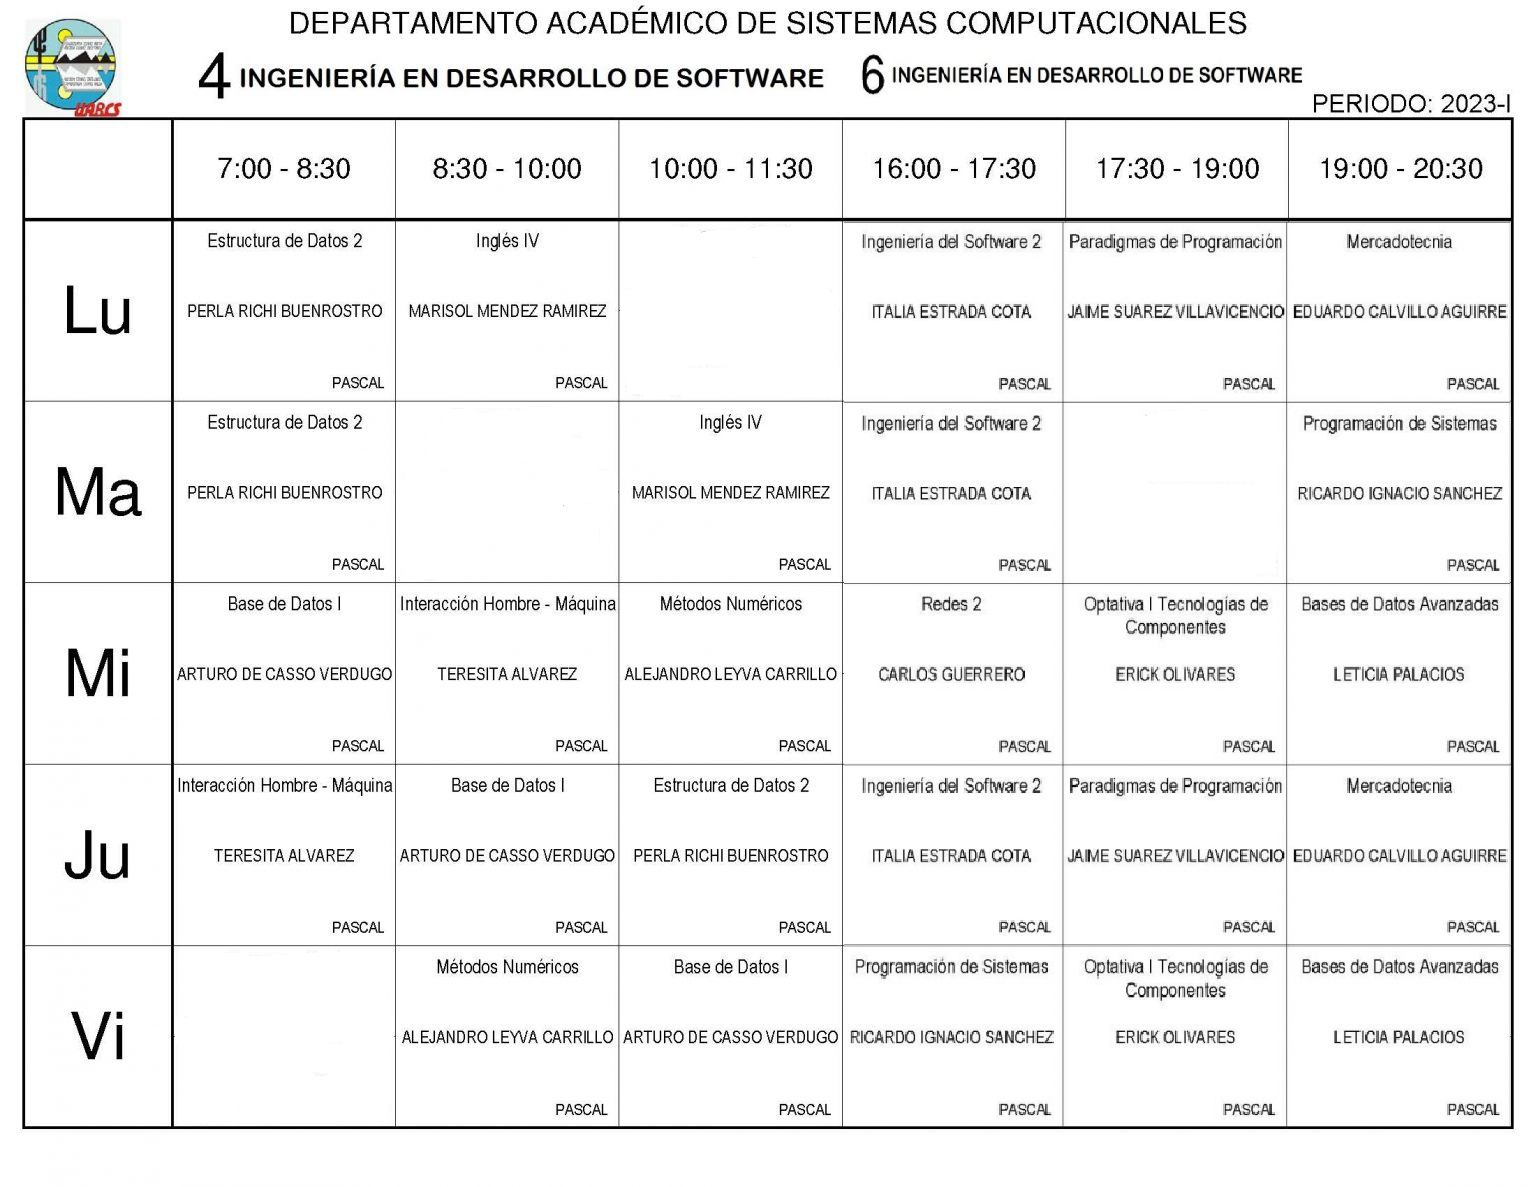 DEPARTAMENTO ACADÉMICO DE SISTEMAS COMPUTACIONALES
4 INGENIERÍA EN DESARROLLO DE SOFTWARE 6 INGENIERÍA EN DESARROLLO DE SOFTWARE
UABCS
PERIODO: 2023-I
7:00 - 8:30 8:30 - 10:00 10:00 - 11:30 16:00 - 17:30 17:30 - 19:00 19:00 - 20:30
Estructura de Datos 2 Inglés IV Ingeniería del Software 2 Paradigmas de Programación Mercadotecnia
Lu PERLA RICHI BUENROSTRO MARISOL MENDEZ RAMIREZ ITALIA ESTRADA COTA JAIME SUAREZ VILLAVICENCIO EDUARDO CALVILLO AGUIRRE
PASCAL PASCAL PASCAL PASCAL PASCAL
Estructura de Datos 2 Inglés IV Ingeniería del Software 2 Programación de Sistemas
Ma PERLA RICHI BUENROSTRO MARISOL MENDEZ RAMIREZ ITALIA ESTRADA COTA RICARDO IGNACIO SANCHEZ
PASCAL PASCAL PASCAL PASCAL
Base de Datos I Interacción Hombre - Máquina Métodos Numéricos Redes 2 Optativa I Tecnologías de Bases de Datos Avanzadas
Componentes
Mi ARTURO DE CASSO VERDUGO TERESITA ALVAREZ ALEJANDRO LEYVA CARRILLO CARLOS GUERRERO ERICK OLIVARES LETICIA PALACIOS
PASCAL PASCAL PASCAL PASCAL PASCAL PASCAL
Interacción Hombre - Máquina Base de Datos I Estructura de Datos 2 Ingeniería del Software 2 Paradigmas de Programación Mercadotecnia
Ju TERESITA ALVAREZ ARTURO DE CASSO VERDUGO PERLA RICHI BUENROSTRO ITALIA ESTRADA COTA JAIME SUAREZ VILLAVICENCIO EDUARDO CALVILLO AGUIRRE
PASCAL PASCAL PASCAL PASCAL PASCAL PASCAL
Métodos Numéricos Base de Datos I Programación de Sistemas Optativa I Tecnologías de Bases de Datos Avanzadas
Componentes
Vi ALEJANDRO LEYVA CARRILLO ARTURO DE CASSO VERDUGO RICARDO IGNACIO SANCHEZ ERICK OLIVARES LETICIA PALACIOS
PASCAL PASCAL PASCAL PASCAL PASCAL